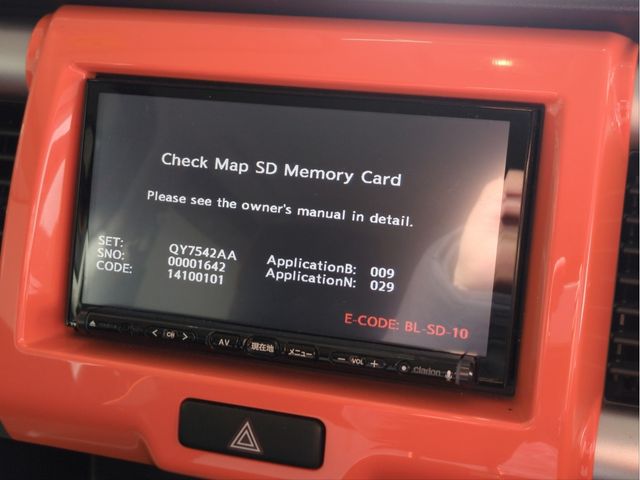 Check Map SD Memory Card
Please see the owner's manual in detail.
SET: QY7542AA
SNO: 00001642 ApplicationB: 009
CODE: 14100101 ApplicationN: 029
E-CODE: BL-SD-10
< CH > AV 現在地 メニュー − VOL + clarion